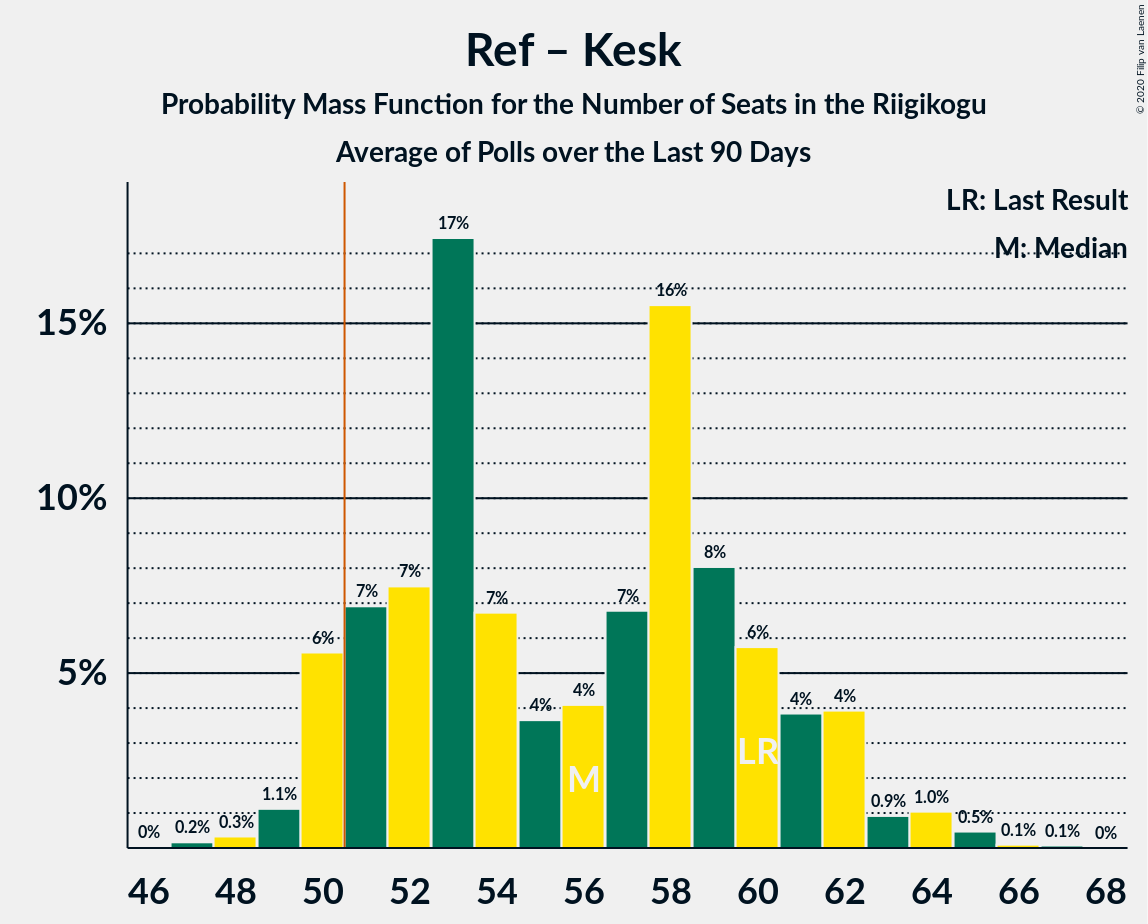 Ref – Kesk
Probability Mass Function for the Number of Seats in the Riigikogu
Average of Polls over the Last 90 Days
© 2020 Filip van Laenen
LR: Last Result
M: Median
15%
10%
5%
0%
0.2%
0.3%
1.1%
6%
7%
7%
17%
7%
4%
4%
7%
16%
8%
6%
4%
4%
0.9%
1.0%
0.5%
0.1%
0.1%
0%
M
LR
46 48 50 52 54 56 58 60 62 64 66 68